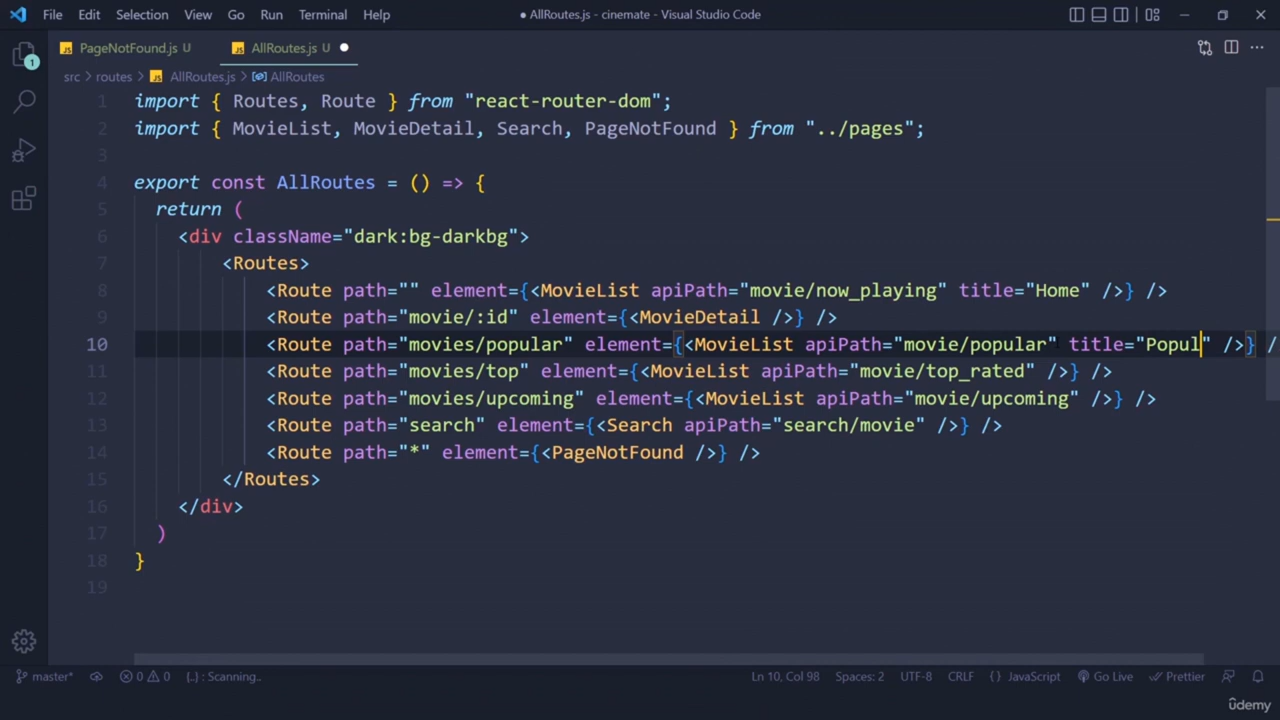 File Edit Selection View Go Run Terminal Help ● AllRoutes.js - cinemate - Visual Studio Code
JS PageNotFound.js U JS AllRoutes.js U ●
src > routes > JS AllRoutes.js > AllRoutes
1
1 import { Routes, Route } from "react-router-dom";
2 import { MovieList, MovieDetail, Search, PageNotFound } from "../pages";
3
4 export const AllRoutes = () => {
5 return (
6 <div className="dark:bg-darkbg">
7 <Routes>
8 <Route path="" element={<MovieList apiPath="movie/now_playing" title="Home" />} />
9 <Route path="movie/:id" element={<MovieDetail />} />
10 <Route path="movies/popular" element={<MovieList apiPath="movie/popular" title="Popul" />} /
11 <Route path="movies/top" element={<MovieList apiPath="movie/top_rated" />} />
12 <Route path="movies/upcoming" element={<MovieList apiPath="movie/upcoming" />} />
13 <Route path="search" element={<Search apiPath="search/movie" />} />
14 <Route path="*" element={<PageNotFound />} />
15 </Routes>
16 </div>
17 )
18 }
19
master* 0 0 {..} : Scanning.. Ln 10, Col 98 Spaces: 2 UTF-8 CRLF {} JavaScript Go Live Prettier
ûdemy